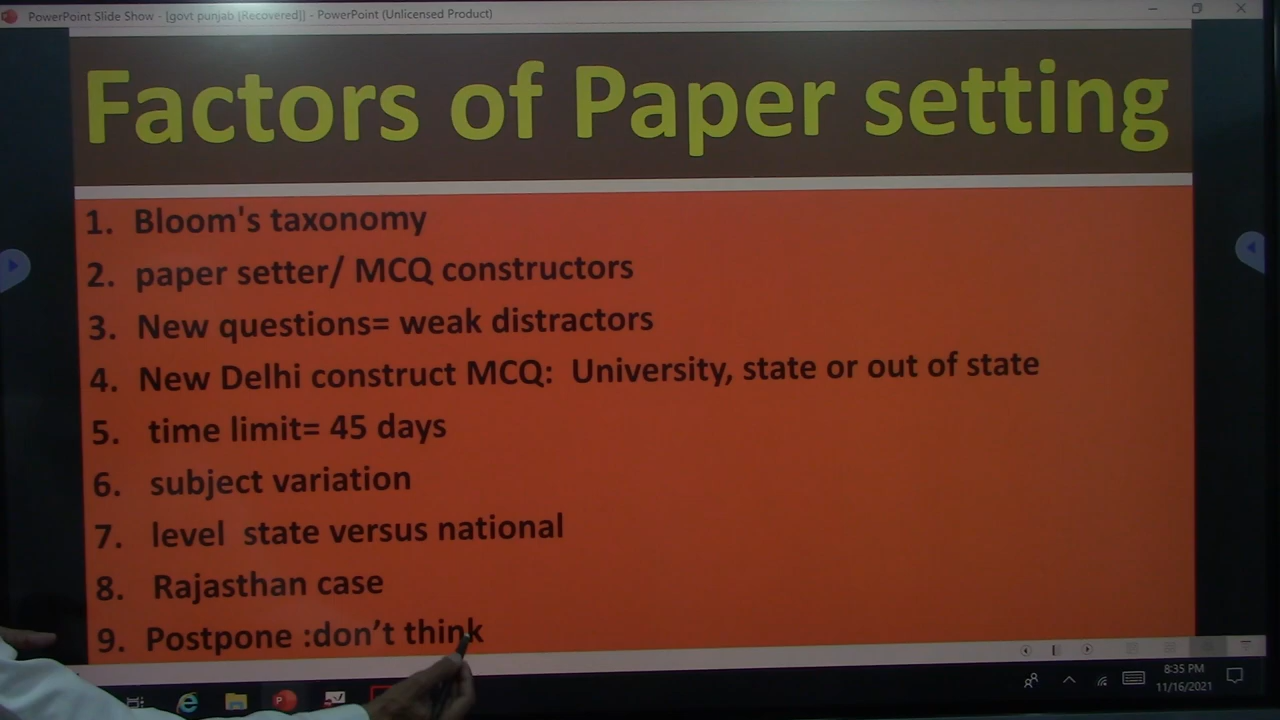 PowerPoint Slide Show - [govt punjab [Recovered]] - PowerPoint (Unlicensed Product)
Factors of Paper setting
1. Bloom's taxonomy
2. paper setter/ MCQ constructors
3. New questions= weak distractors
4. New Delhi construct MCQ: University, state or out of state
5. time limit= 45 days
6. subject variation
7. level state versus national
8. Rajasthan case
9. Postpone :don't think
8:35 PM
11/16/2021